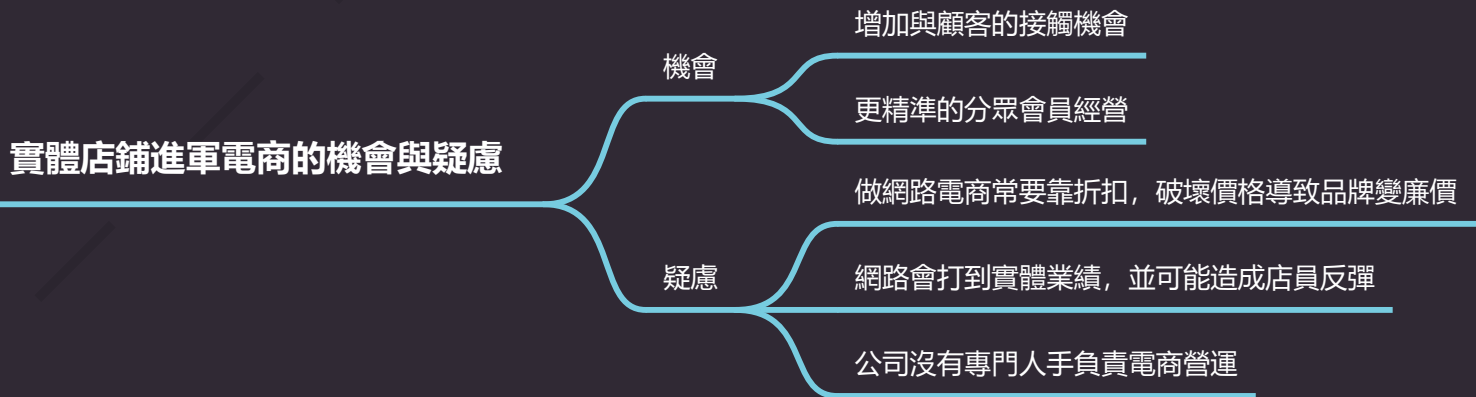 實體店鋪進軍電商的機會與疑慮
機會
增加與顧客的接觸機會
更精準的分眾會員經營
疑慮
做網路電商常要靠折扣，破壞價格導致品牌變廉價
網路會打到實體業績，並可能造成店員反彈
公司沒有專門人手負責電商營運